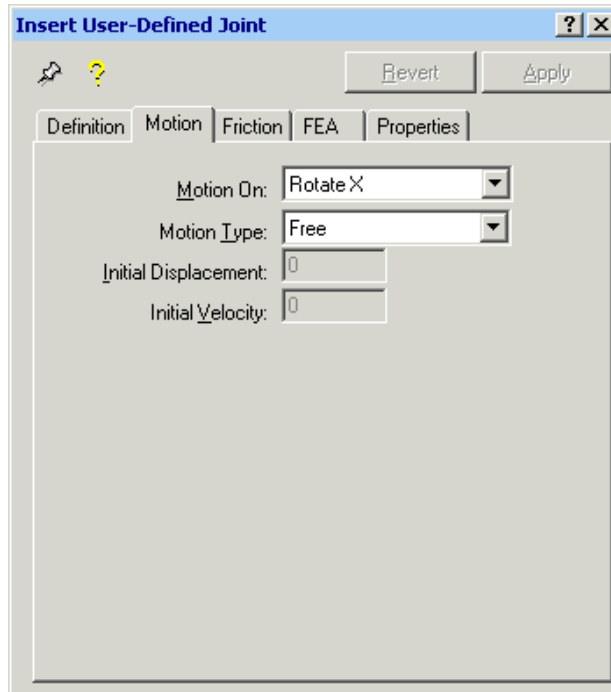 Insert User-Defined Joint ? X
? Revert Apply
Definition Motion Friction FEA Properties
Motion On: Rotate X
Motion Type: Free
Initial Displacement: 0
Initial Velocity: 0